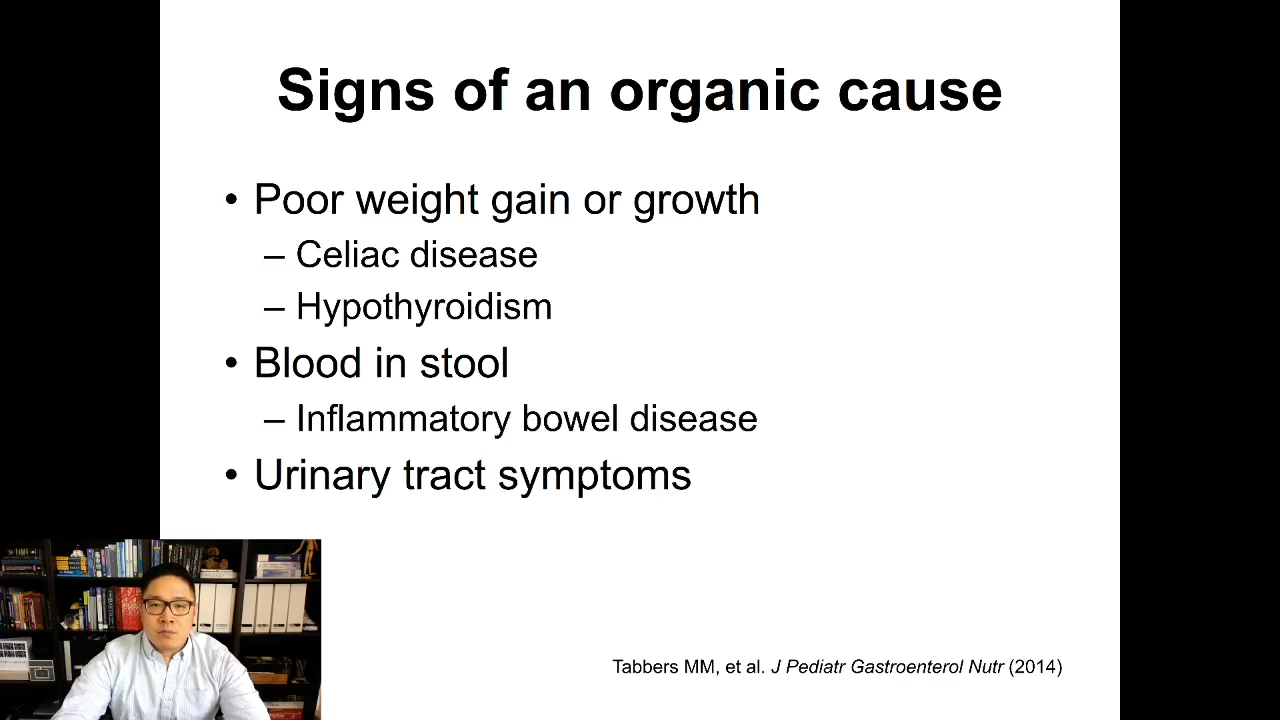 Signs of an organic cause
• Poor weight gain or growth
– Celiac disease
– Hypothyroidism
• Blood in stool
– Inflammatory bowel disease
• Urinary tract symptoms
Tabbers MM, et al. J Pediatr Gastroenterol Nutr (2014)